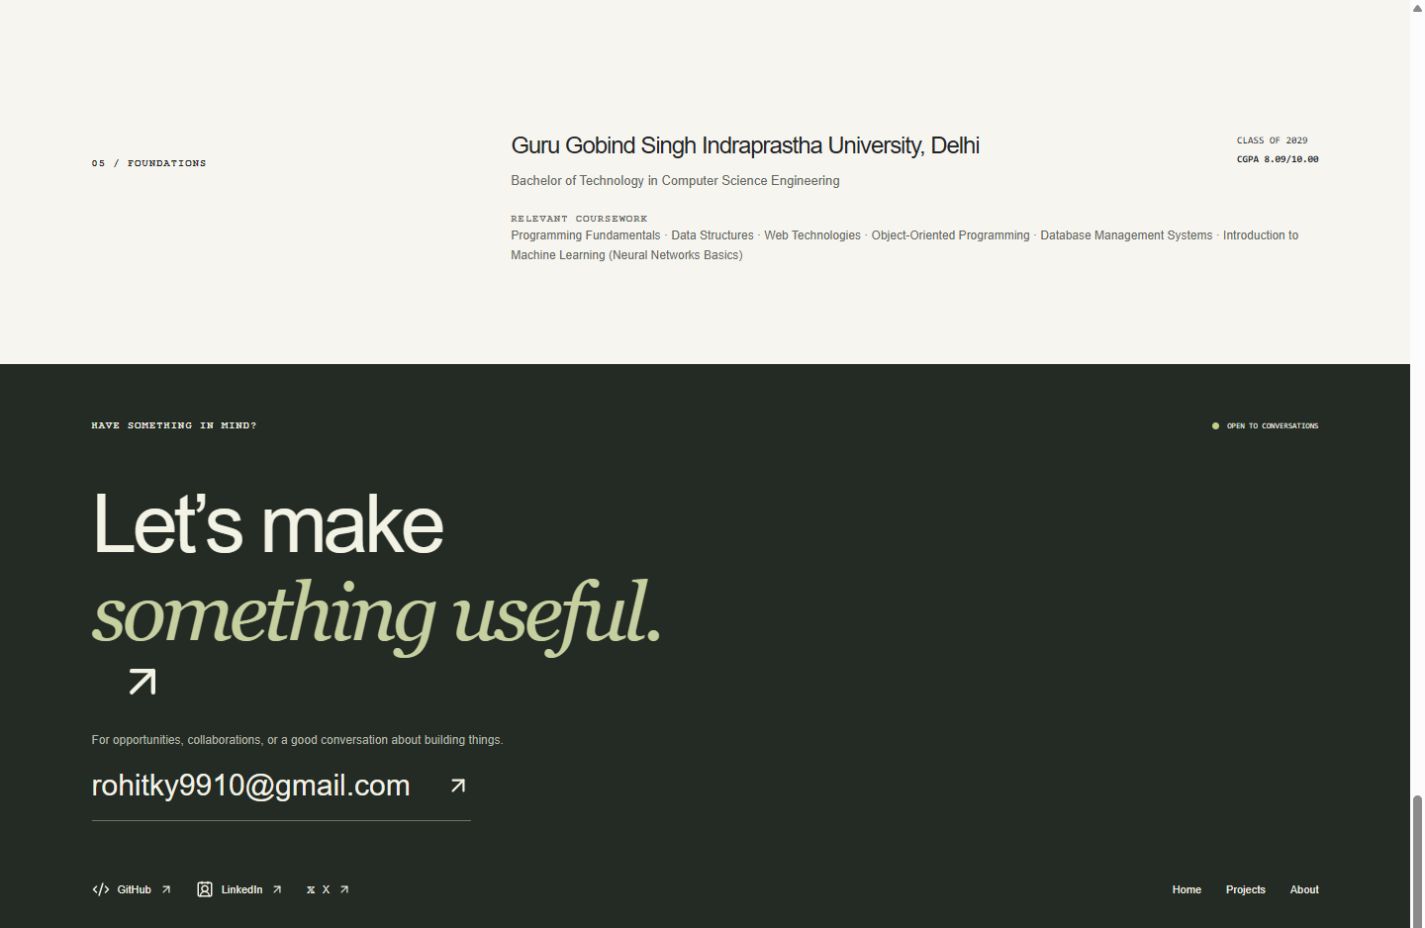 05 / FOUNDATIONS
Guru Gobind Singh Indraprastha University, Delhi
Bachelor of Technology in Computer Science Engineering
CLASS OF 2029
CGPA 8.09/10.00
RELEVANT COURSEWORK
Programming Fundamentals · Data Structures · Web Technologies · Object-Oriented Programming · Database Management Systems · Introduction to
Machine Learning (Neural Networks Basics)
HAVE SOMETHING IN MIND?
OPEN TO CONVERSATIONS
Let’s make
something useful.
For opportunities, collaborations, or a good conversation about building things.
rohitky9910@gmail.com
GitHub LinkedIn X X
Home Projects About